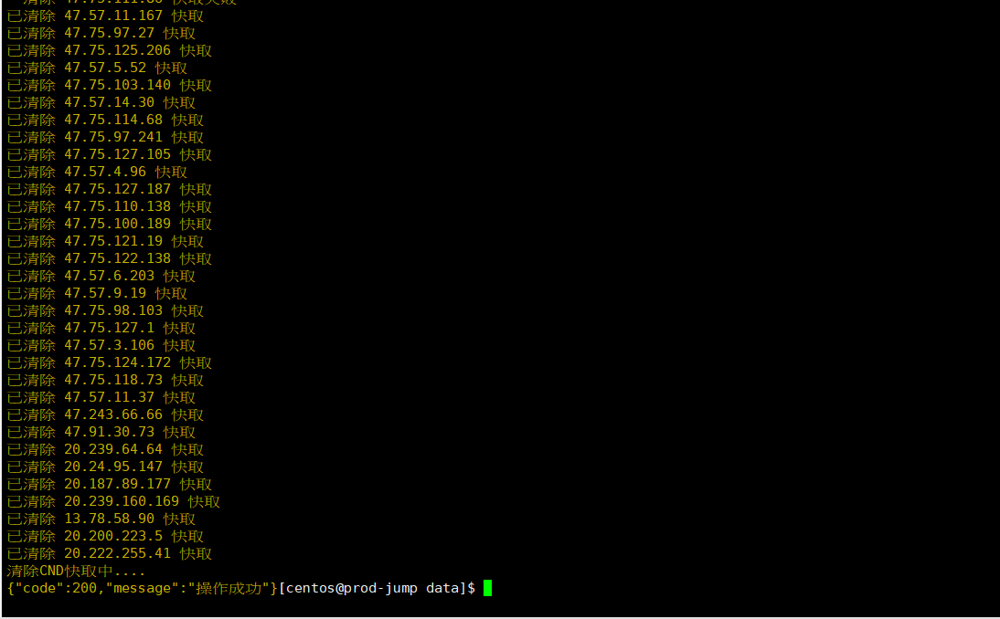 已清除 47.57.11.167 快取
已清除 47.75.97.27 快取
已清除 47.75.125.206 快取
已清除 47.57.5.52 快取
已清除 47.75.103.140 快取
已清除 47.57.14.30 快取
已清除 47.75.114.68 快取
已清除 47.75.97.241 快取
已清除 47.75.127.105 快取
已清除 47.57.4.96 快取
已清除 47.75.127.187 快取
已清除 47.75.110.138 快取
已清除 47.75.100.189 快取
已清除 47.75.121.19 快取
已清除 47.75.122.138 快取
已清除 47.57.6.203 快取
已清除 47.57.9.19 快取
已清除 47.75.98.103 快取
已清除 47.75.127.1 快取
已清除 47.57.3.106 快取
已清除 47.75.124.172 快取
已清除 47.75.118.73 快取
已清除 47.57.11.37 快取
已清除 47.243.66.66 快取
已清除 47.91.30.73 快取
已清除 20.239.64.64 快取
已清除 20.24.95.147 快取
已清除 20.187.89.177 快取
已清除 20.239.160.169 快取
已清除 13.78.58.90 快取
已清除 20.200.223.5 快取
已清除 20.222.255.41 快取
清除CND快取中....
{"code":200,"message":"操作成功"}[centos@prod-jump data]$